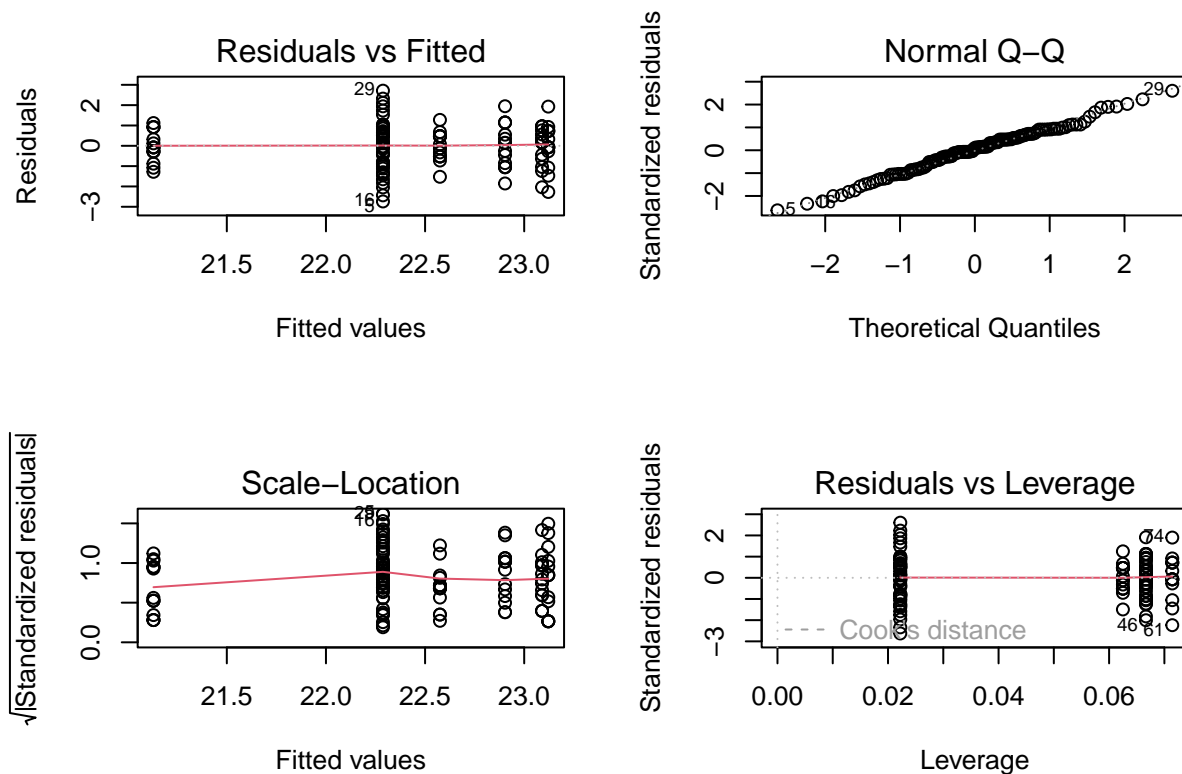 Residuals vs Fitted
Residuals
2
0
−3
29
16
5
21.5 22.0 22.5 23.0
Fitted values
Normal Q−Q
Standardized residuals
2
0
−2
29
5
−2 −1 0 1 2
Theoretical Quantiles
Scale−Location
√|Standardized residuals|
1.0
0.0
16
21.5 22.0 22.5 23.0
Fitted values
Residuals vs Leverage
Standardized residuals
2
0
−3
74
46
61
Cook's distance
0.00 0.02 0.04 0.06
Leverage